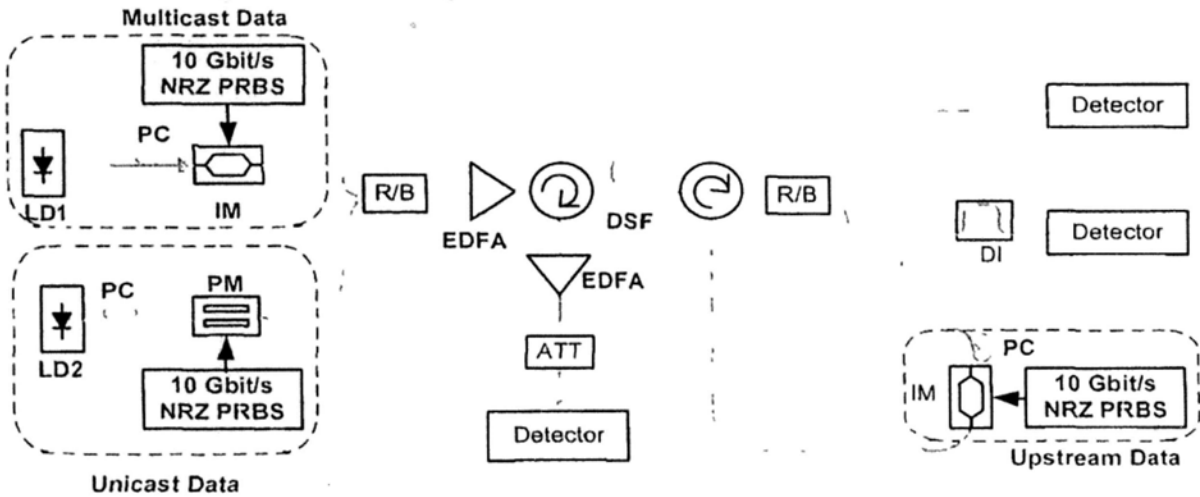 Multicast Data
10 Gbit/s
NRZ PRBS
PC
LD1
IM
R/B
EDFA
DSF
R/B
Detector
Detector
DI
EDFA
ATT
Detector
PC
PM
LD2
10 Gbit/s
NRZ PRBS
Unicast Data
PC
IM
10 Gbit/s
NRZ PRBS
Upstream Data